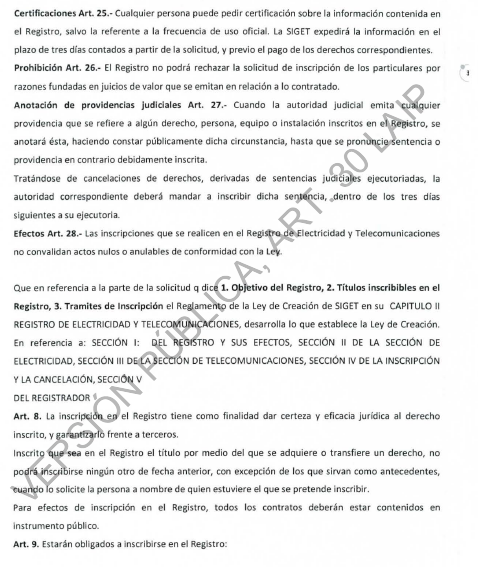 Certificaciones Art. 25.- Cualquier persona puede pedir certificación sobre la información contenida en
el Registro, salvo la referente a la frecuencia de uso oficial. La SIGET expedirá la información en el
plazo de tres días contados a partir de la solicitud, y previo el pago de los derechos correspondientes.
Prohibición Art. 26.- El Registro no podrá rechazar la solicitud de inscripción de los particulares por
razones fundadas en juicios de valor que se emitan en relación a lo contratado.
Anotación de providencias judiciales Art. 27.- Cuando la autoridad judicial emita cualquier
providencia que se refiere a algún derecho, persona, equipo o instalación inscritos en el Registro, se
anotará ésta, haciendo constar públicamente dicha circunstancia, hasta que se pronuncie sentencia o
providencia en contrario debidamente inscrita.
Tratándose de cancelaciones de derechos, derivadas de sentencias judiciales ejecutoriadas, la
autoridad correspondiente deberá mandar a inscribir dicha sentencia, dentro de los tres días
siguientes a su ejecutoria.
Efectos Art. 28.- Las inscripciones que se realicen en el Registro de Electricidad y Telecomunicaciones
no convalidan actos nulos o anulables de conformidad con la Ley.
Que en referencia a la parte de la solicitud q dice 1. Objetivo del Registro, 2. Títulos inscribibles en el
Registro, 3. Tramites de Inscripción el Reglamento de la Ley de Creación de SIGET en su CAPITULO II
REGISTRO DE ELECTRICIDAD Y TELECOMUNICACIONES, desarrolla lo que establece la Ley de Creación.
En referencia a: SECCIÓN I: DEL REGISTRO Y SUS EFECTOS, SECCIÓN II DE LA SECCIÓN DE
ELECTRICIDAD, SECCIÓN III DE LA SECCIÓN DE TELECOMUNICACIONES, SECCIÓN IV DE LA INSCRIPCIÓN
Y LA CANCELACIÓN, SECCIÓN V
DEL REGISTRADOR
Art. 8. La inscripción en el Registro tiene como finalidad dar certeza y eficacia jurídica al derecho
inscrito, y garantizarlo frente a terceros.
Inscrito que sea en el Registro el título por medio del que se adquiere o transfiere un derecho, no
podrá inscribirse ningún otro de fecha anterior, con excepción de los que sirvan como antecedentes,
cuando lo solicite la persona a nombre de quien estuviere el que se pretende inscribir.
Para efectos de inscripción en el Registro, todos los contratos deberán estar contenidos en
instrumento público.
Art. 9. Estarán obligados a inscribirse en el Registro:
VERSIÓN PÚBLICA, ART. 30 LAIP